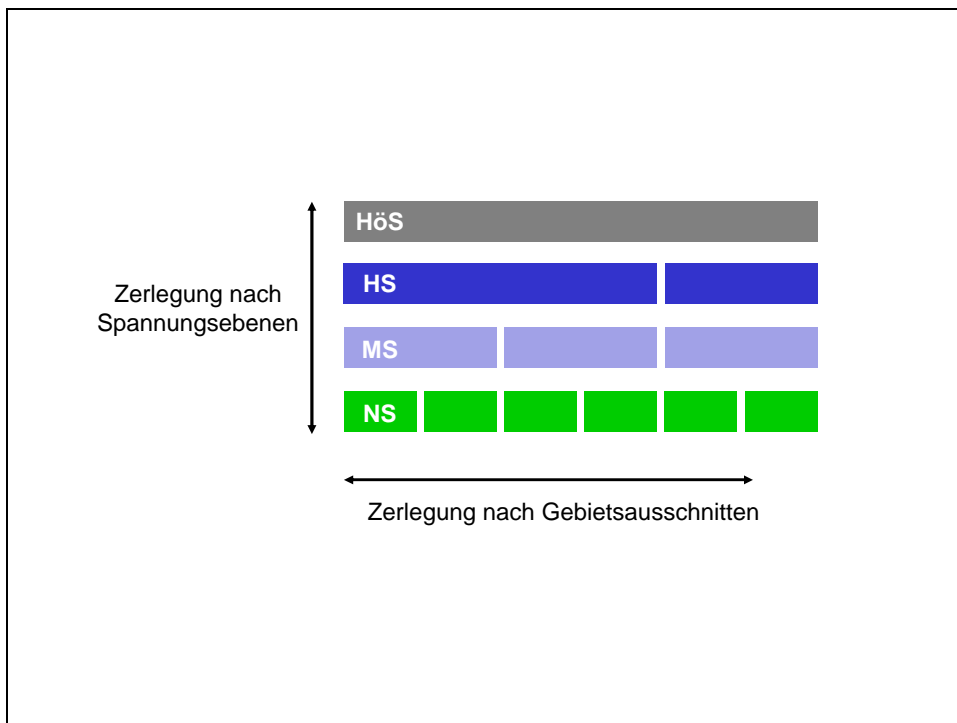 HöS
HS
Zerlegung nach
Spannungsebenen
MS
NS
Zerlegung nach Gebietsausschnitten